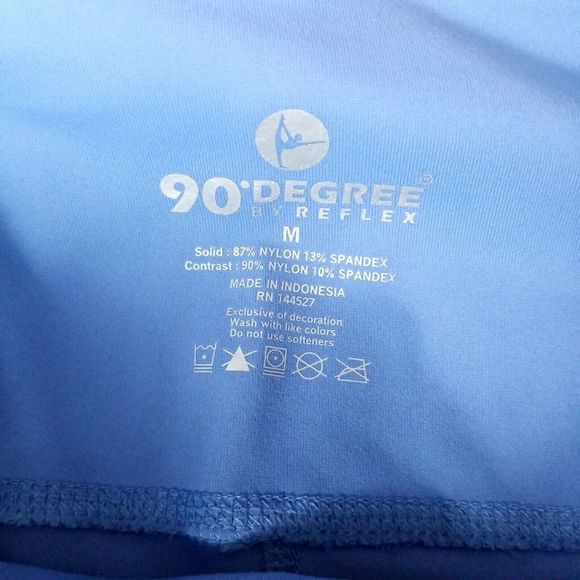 90°DEGREE®
BY REFLEX
M
Solid : 87% NYLON 13% SPANDEX
Contrast : 90% NYLON 10% SPANDEX
MADE IN INDONESIA
RN 144527
Exclusive of decoration
Wash with like colors
Do not use softeners